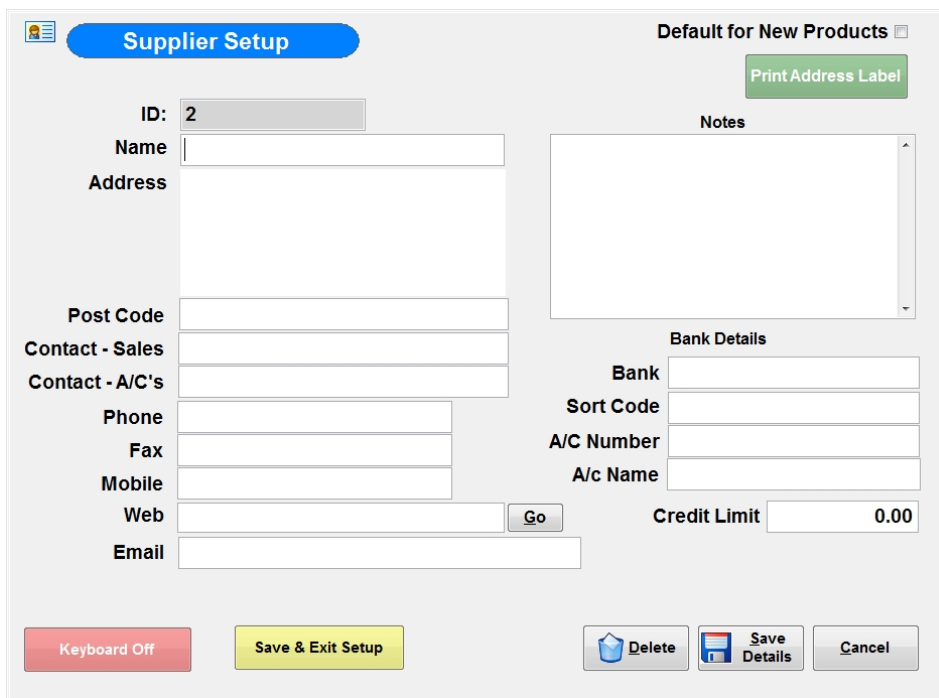 Supplier Setup
Default for New Products
Print Address Label
ID: 2
Name
Address
Post Code
Contact - Sales
Contact - A/C's
Phone
Fax
Mobile
Web
Go
Email
Notes
Bank Details
Bank
Sort Code
A/C Number
A/c Name
Credit Limit 0.00
Keyboard Off
Save & Exit Setup
Delete
Save
Details
Cancel